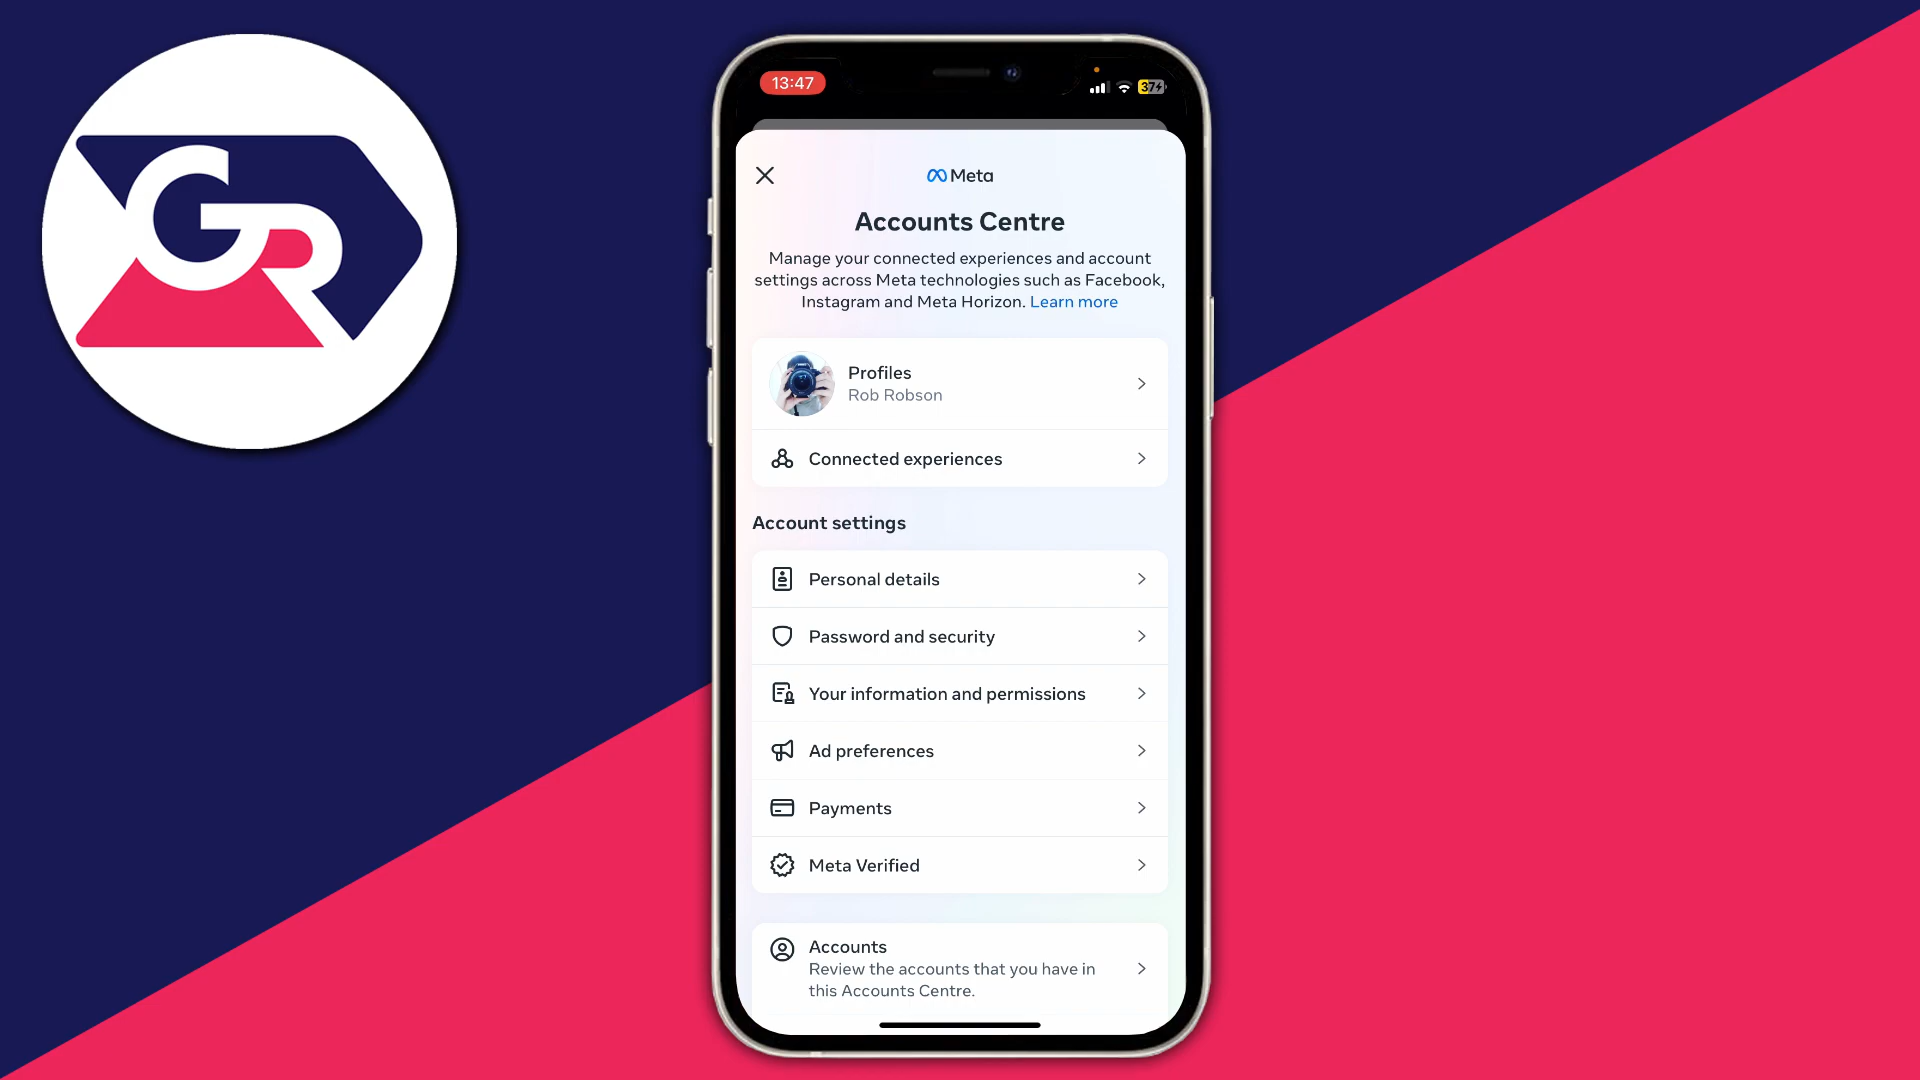 GR
13:47
37
Meta
Accounts Centre
Manage your connected experiences and account
settings across Meta technologies such as Facebook,
Instagram and Meta Horizon. Learn more
Profiles
Rob Robson
Connected experiences
Account settings
Personal details
Password and security
Your information and permissions
Ad preferences
Payments
Meta Verified
Accounts
Review the accounts that you have in
this Accounts Centre.